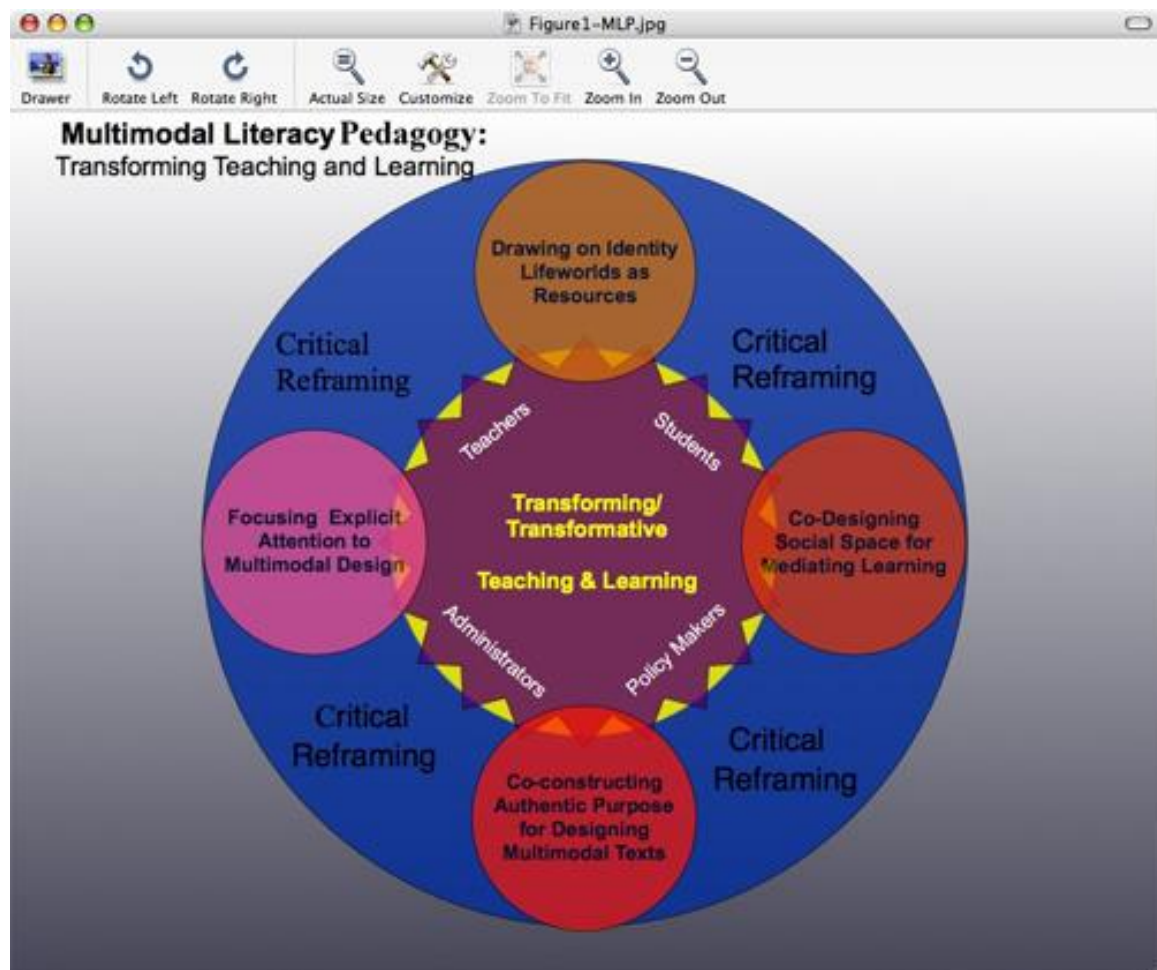 Figure1-MLP.jpg
Drawer
Rotate Left
Rotate Right
Actual Size
Customize
Zoom To Fit
Zoom In
Zoom Out
Multimodal Literacy Pedagogy:
Transforming Teaching and Learning
Drawing on Identity
Lifeworlds as
Resources
Critical
Reframing
Critical
Reframing
Teachers
Students
Focusing Explicit
Attention to
Multimodal Design
Transforming/
Transformative
Teaching & Learning
Co-Designing
Social Space for
Mediating Learning
Administrators
Policy Makers
Critical
Reframing
Critical
Reframing
Co-constructing
Authentic Purpose
for Designing
Multimodal Texts